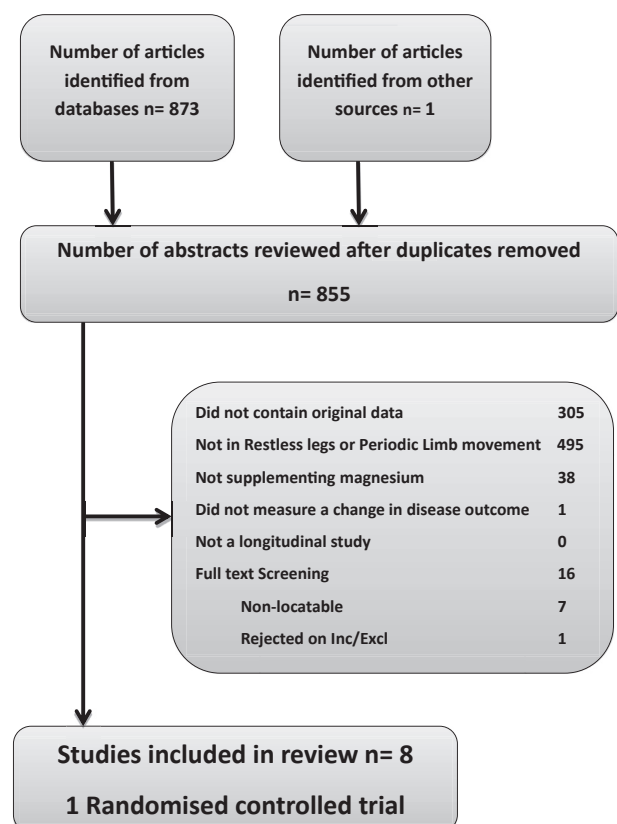 Number of articles
identified from
databases n= 873
Number of articles
identified from other
sources n= 1
Number of abstracts reviewed after duplicates removed
n= 855
Did not contain original data 305
Not in Restless legs or Periodic Limb movement 495
Not supplementing magnesium 38
Did not measure a change in disease outcome 1
Not a longitudinal study 0
Full text Screening 16
Non-locatable 7
Rejected on Inc/Excl 1
Studies included in review n= 8
1 Randomised controlled trial